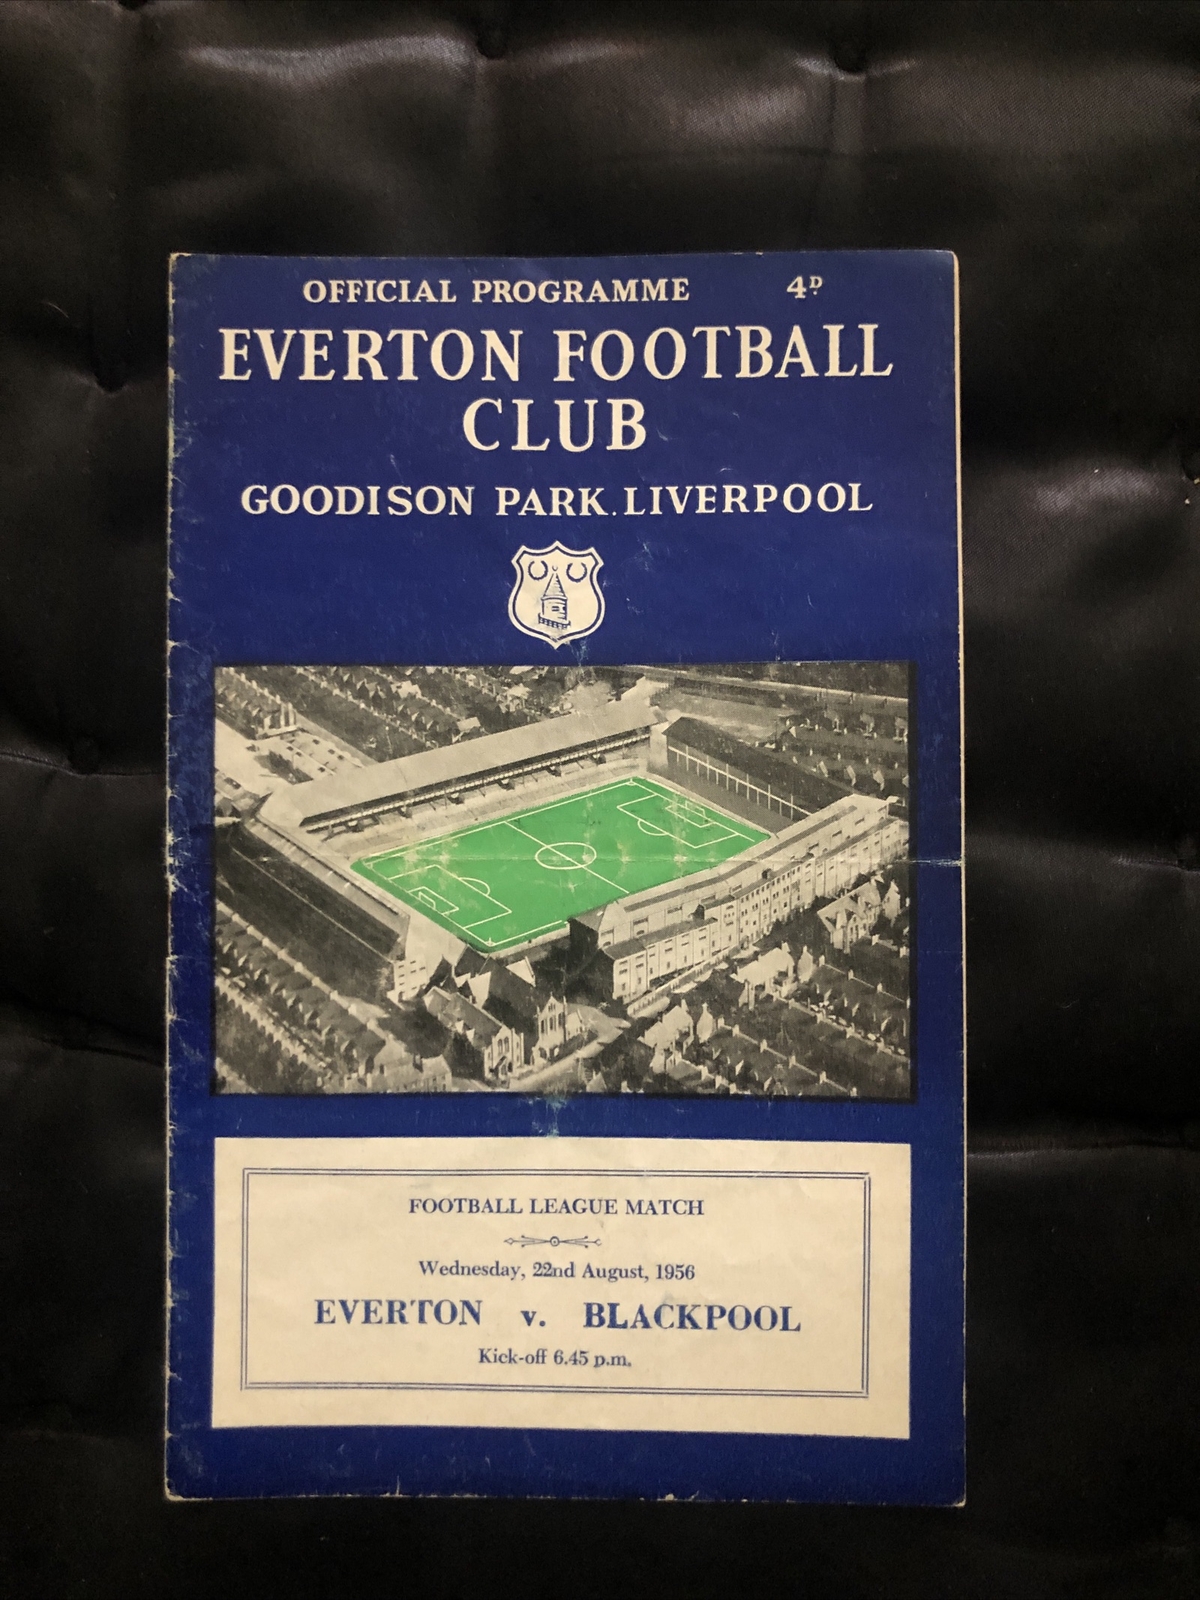 OFFICIAL PROGRAMME 4D.
EVERTON FOOTBALL
CLUB
GOODISON PARK. LIVERPOOL
FOOTBALL LEAGUE MATCH
Wednesday, 22nd August, 1956
EVERTON v. BLACKPOOL
Kick-off 6.45 p.m.